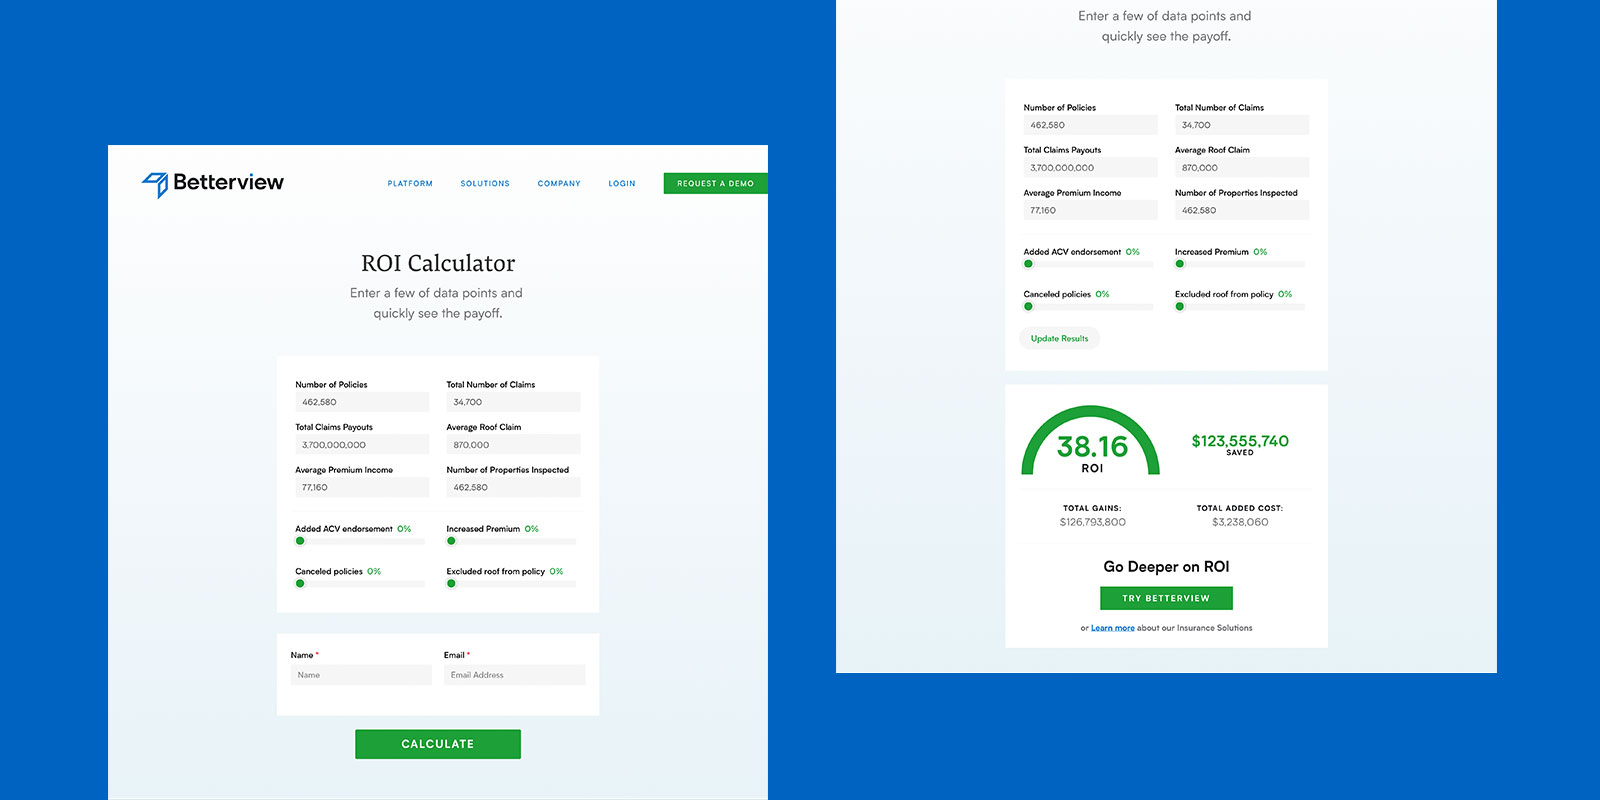 Betterview
PLATFORM SOLUTIONS COMPANY LOGIN REQUEST A DEMO
ROI Calculator
Enter a few of data points and
quickly see the payoff.
Number of Policies Total Number of Claims
462,580 34,700
Total Claims Payouts Average Roof Claim
3,700,000,000 870,000
Average Premium Income Number of Properties Inspected
77,160 462,580
Added ACV endorsement 0% Increased Premium 0%
Canceled policies 0% Excluded roof from policy 0%
Name * Email *
Name Email Address
CALCULATE
Enter a few of data points and
quickly see the payoff.
Number of Policies Total Number of Claims
462,580 34,700
Total Claims Payouts Average Roof Claim
3,700,000,000 870,000
Average Premium Income Number of Properties Inspected
77,160 462,580
Added ACV endorsement 0% Increased Premium 0%
Canceled policies 0% Excluded roof from policy 0%
Update Results
38.16 $123,555,740
ROI SAVED
TOTAL GAINS: TOTAL ADDED COST:
$126,793,800 $3,238,060
Go Deeper on ROI
TRY BETTERVIEW
or Learn more about our Insurance Solutions